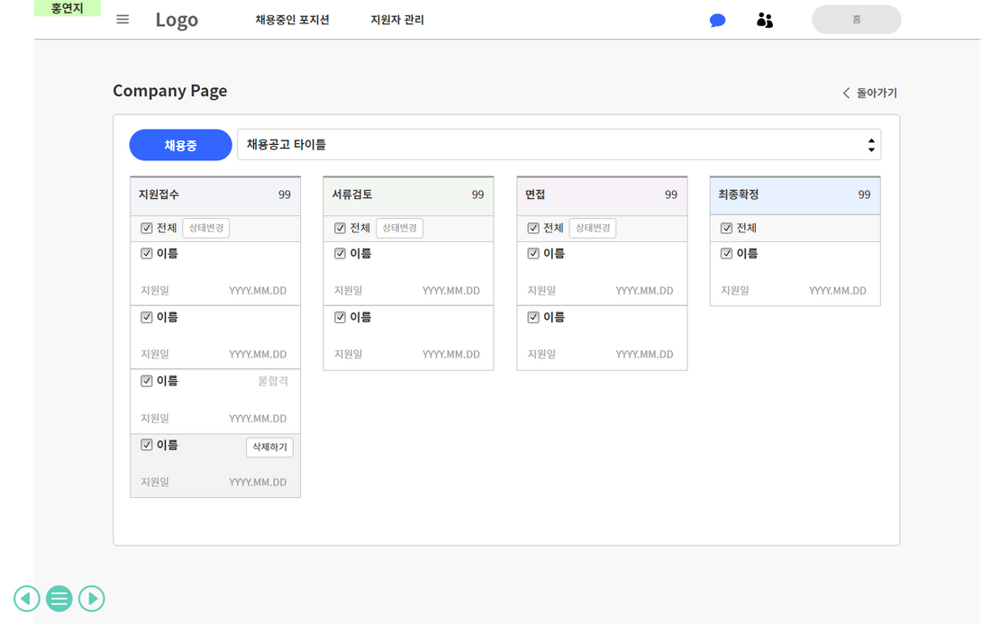 홍연지
Logo
채용중인 포지션
지원자 관리
홈
Company Page
돌아가기
채용중
채용공고 타이틀
지원접수 99
전체 상태변경
이름
지원일 YYYY.MM.DD
이름
지원일 YYYY.MM.DD
이름 불합격
지원일 YYYY.MM.DD
이름 삭제하기
지원일 YYYY.MM.DD
서류검토 99
전체 상태변경
이름
지원일 YYYY.MM.DD
이름
지원일 YYYY.MM.DD
면접 99
전체 상태변경
이름
지원일 YYYY.MM.DD
이름
지원일 YYYY.MM.DD
최종확정 99
전체
이름
지원일 YYYY.MM.DD